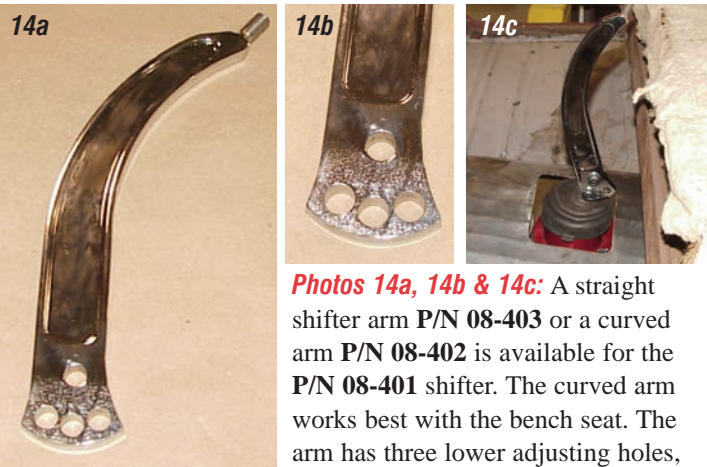 14a
14b
14c
Photos 14a, 14b & 14c: A straight
shifter arm P/N 08-403 or a curved
arm P/N 08-402 is available for the
P/N 08-401 shifter. The curved arm
works best with the bench seat. The
arm has three lower adjusting holes,